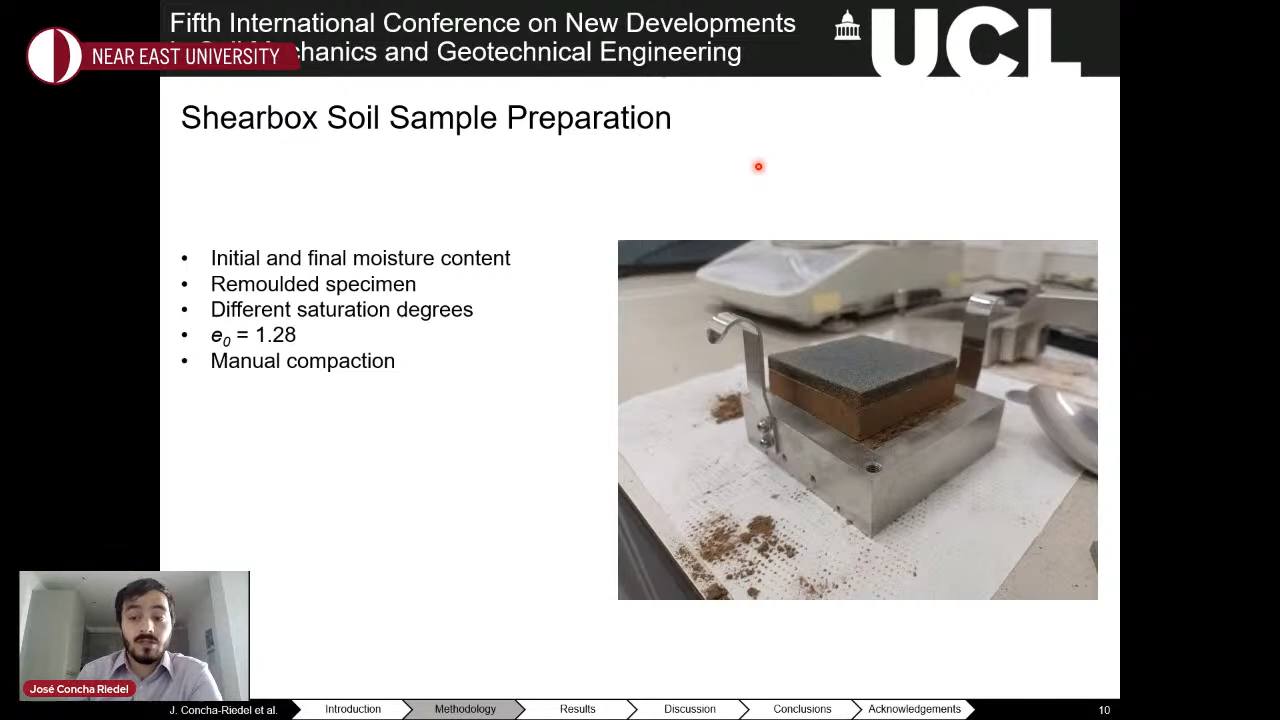 Fifth International Conference on New Developments
chanics and Geotechnical Engineering
UCL
NEAR EAST UNIVERSITY
Shearbox Soil Sample Preparation
• Initial and final moisture content
• Remoulded specimen
• Different saturation degrees
• e0 = 1.28
• Manual compaction
José Concha Riedel
J. Concha-Riedel et al.
Introduction
Methodology
Results
Discussion
Conclusions
Acknowledgements
10